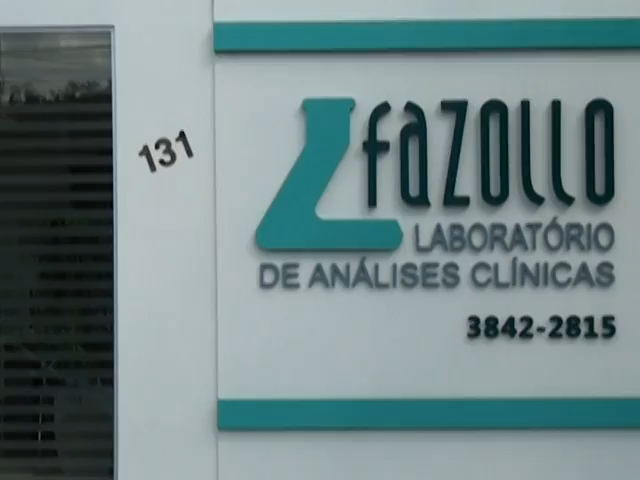 131
fazollo
LABORATÓRIO
DE ANÁLISES CLÍNICAS
3842-2815